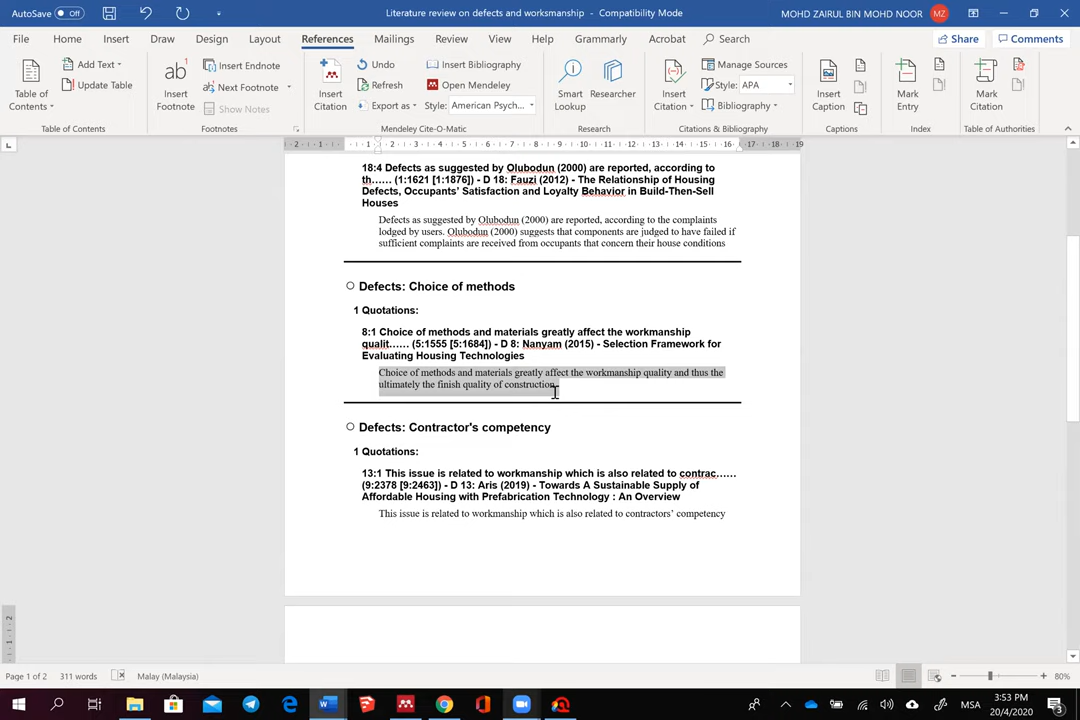 AutoSave Off
Literature review on defects and worksmanship - Compatibility Mode
MOHD ZAIRUL BIN MOHD NOOR MZ
File Home Insert Draw Design Layout References Mailings Review View Help Grammarly Acrobat Search Share Comments
Table of Contents
Add Text
Update Table
Table of Contents
ab
Insert Footnote
Insert Endnote
Next Footnote
Show Notes
Footnotes
Insert Citation
Undo
Refresh
Export as
Insert Bibliography
Open Mendeley
Style: American Psych...
Mendeley Cite-O-Matic
Smart Lookup
Researcher
Research
Insert Citation
Manage Sources
Style: APA
Bibliography
Citations & Bibliography
Insert Caption
Captions
Mark Entry
Index
Mark Citation
Table of Authorities
18:4 Defects as suggested by Olubodun (2000) are reported, according to
th…… (1:1621 [1:1876]) - D 18: Fauzi (2012) - The Relationship of Housing
Defects, Occupants' Satisfaction and Loyalty Behavior in Build-Then-Sell
Houses
Defects as suggested by Olubodun (2000) are reported, according to the complaints
lodged by users. Olubodun (2000) suggests that components are judged to have failed if
sufficient complaints are received from occupants that concern their house conditions
Defects: Choice of methods
1 Quotations:
8:1 Choice of methods and materials greatly affect the workmanship
qualit…… (5:1555 [5:1684]) - D 8: Nanyam (2015) - Selection Framework for
Evaluating Housing Technologies
Choice of methods and materials greatly affect the workmanship quality and thus the
ultimately the finish quality of construction.
Defects: Contractor's competency
1 Quotations:
13:1 This issue is related to workmanship which is also related to contrac……
(9:2378 [9:2463]) - D 13: Aris (2019) - Towards A Sustainable Supply of
Affordable Housing with Prefabrication Technology : An Overview
This issue is related to workmanship which is also related to contractors' competency
Page 1 of 2 311 words Malay (Malaysia) 80%
MSA
3:53 PM
20/4/2020
3